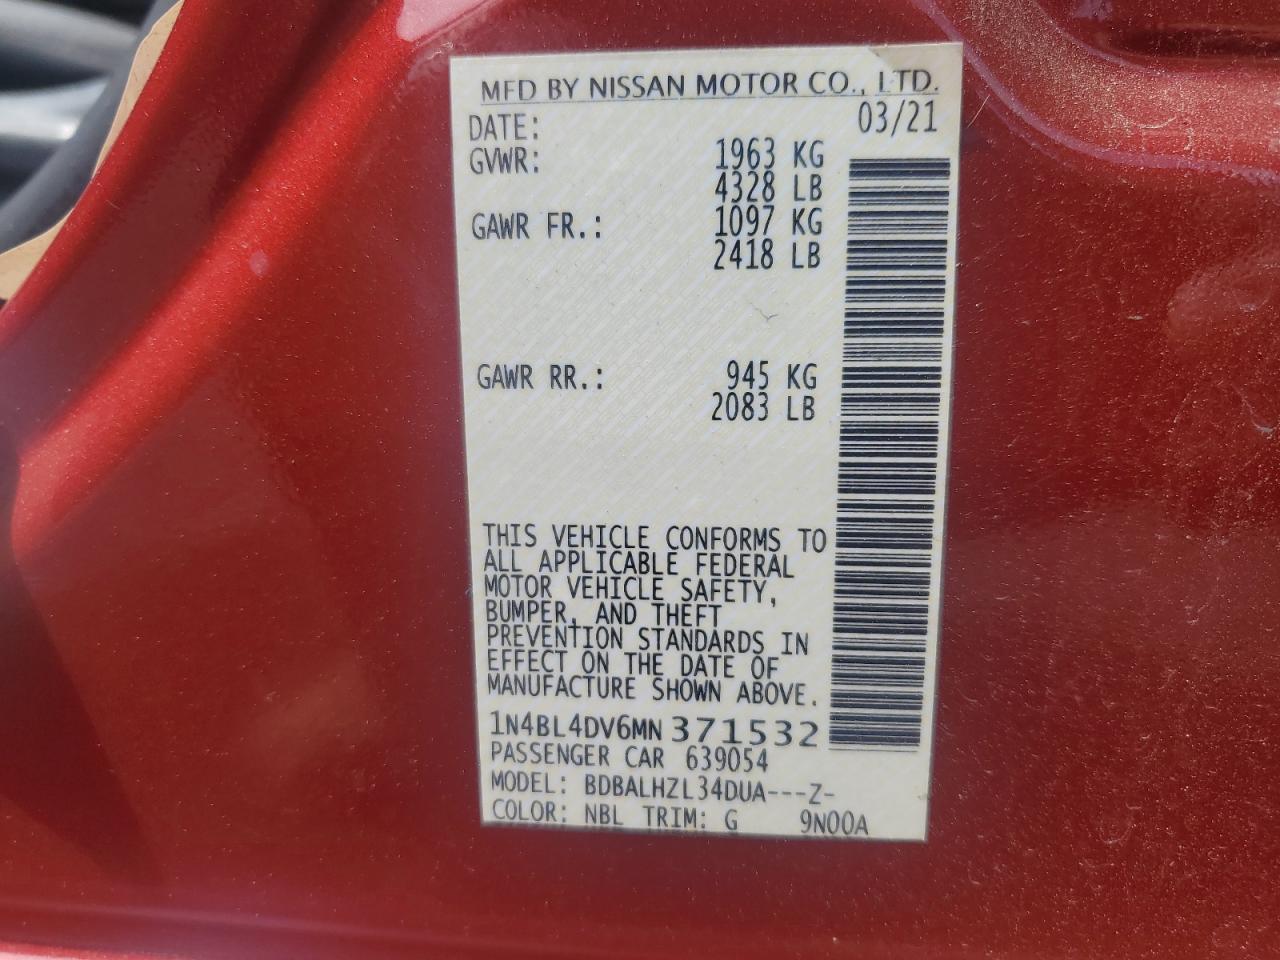 MFD BY NISSAN MOTOR CO., LTD.
DATE: 03/21
GVWR: 1963 KG
4328 LB
GAWR FR.: 1097 KG
2418 LB
GAWR RR.: 945 KG
2083 LB
THIS VEHICLE CONFORMS TO
ALL APPLICABLE FEDERAL
MOTOR VEHICLE SAFETY,
BUMPER, AND THEFT
PREVENTION STANDARDS IN
EFFECT ON THE DATE OF
MANUFACTURE SHOWN ABOVE.
1N4BL4DV6MN371532
PASSENGER CAR 639054
MODEL: BDBALHZL34DUA---Z-
COLOR: NBL TRIM: G 9N00A